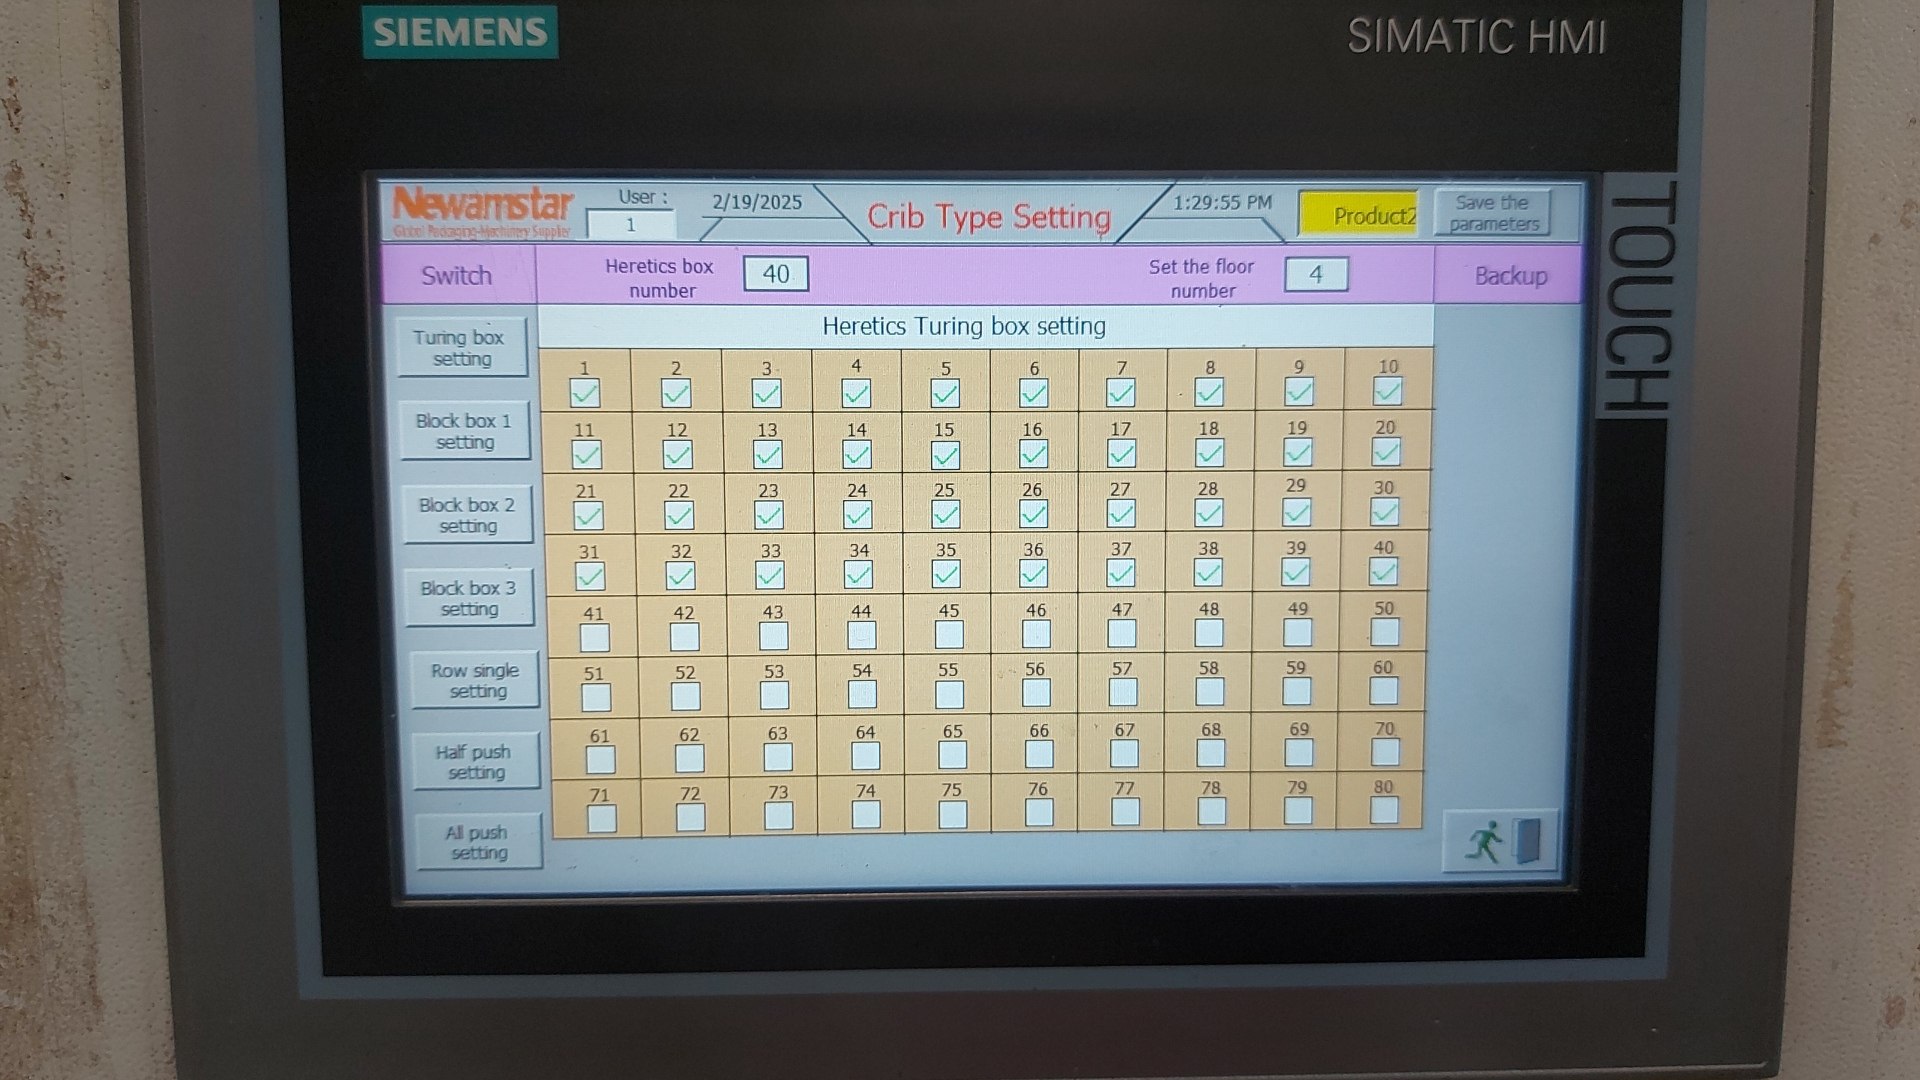 SIEMENS
SIMATIC HMI
TOUCH
Newamstar
Global Packaging Machinery Supplier
User :
1
2/19/2025
Crib Type Setting
1:29:55 PM
Product2
Save the
parameters
Switch
Heretics box
number
40
Set the floor
number
4
Backup
Heretics Turing box setting
Turing box
setting
Block box 1
setting
Block box 2
setting
Block box 3
setting
Row single
setting
Half push
setting
All push
setting
1 2 3 4 5 6 7 8 9 10
11 12 13 14 15 16 17 18 19 20
21 22 23 24 25 26 27 28 29 30
31 32 33 34 35 36 37 38 39 40
41 42 43 44 45 46 47 48 49 50
51 52 53 54 55 56 57 58 59 60
61 62 63 64 65 66 67 68 69 70
71 72 73 74 75 76 77 78 79 80